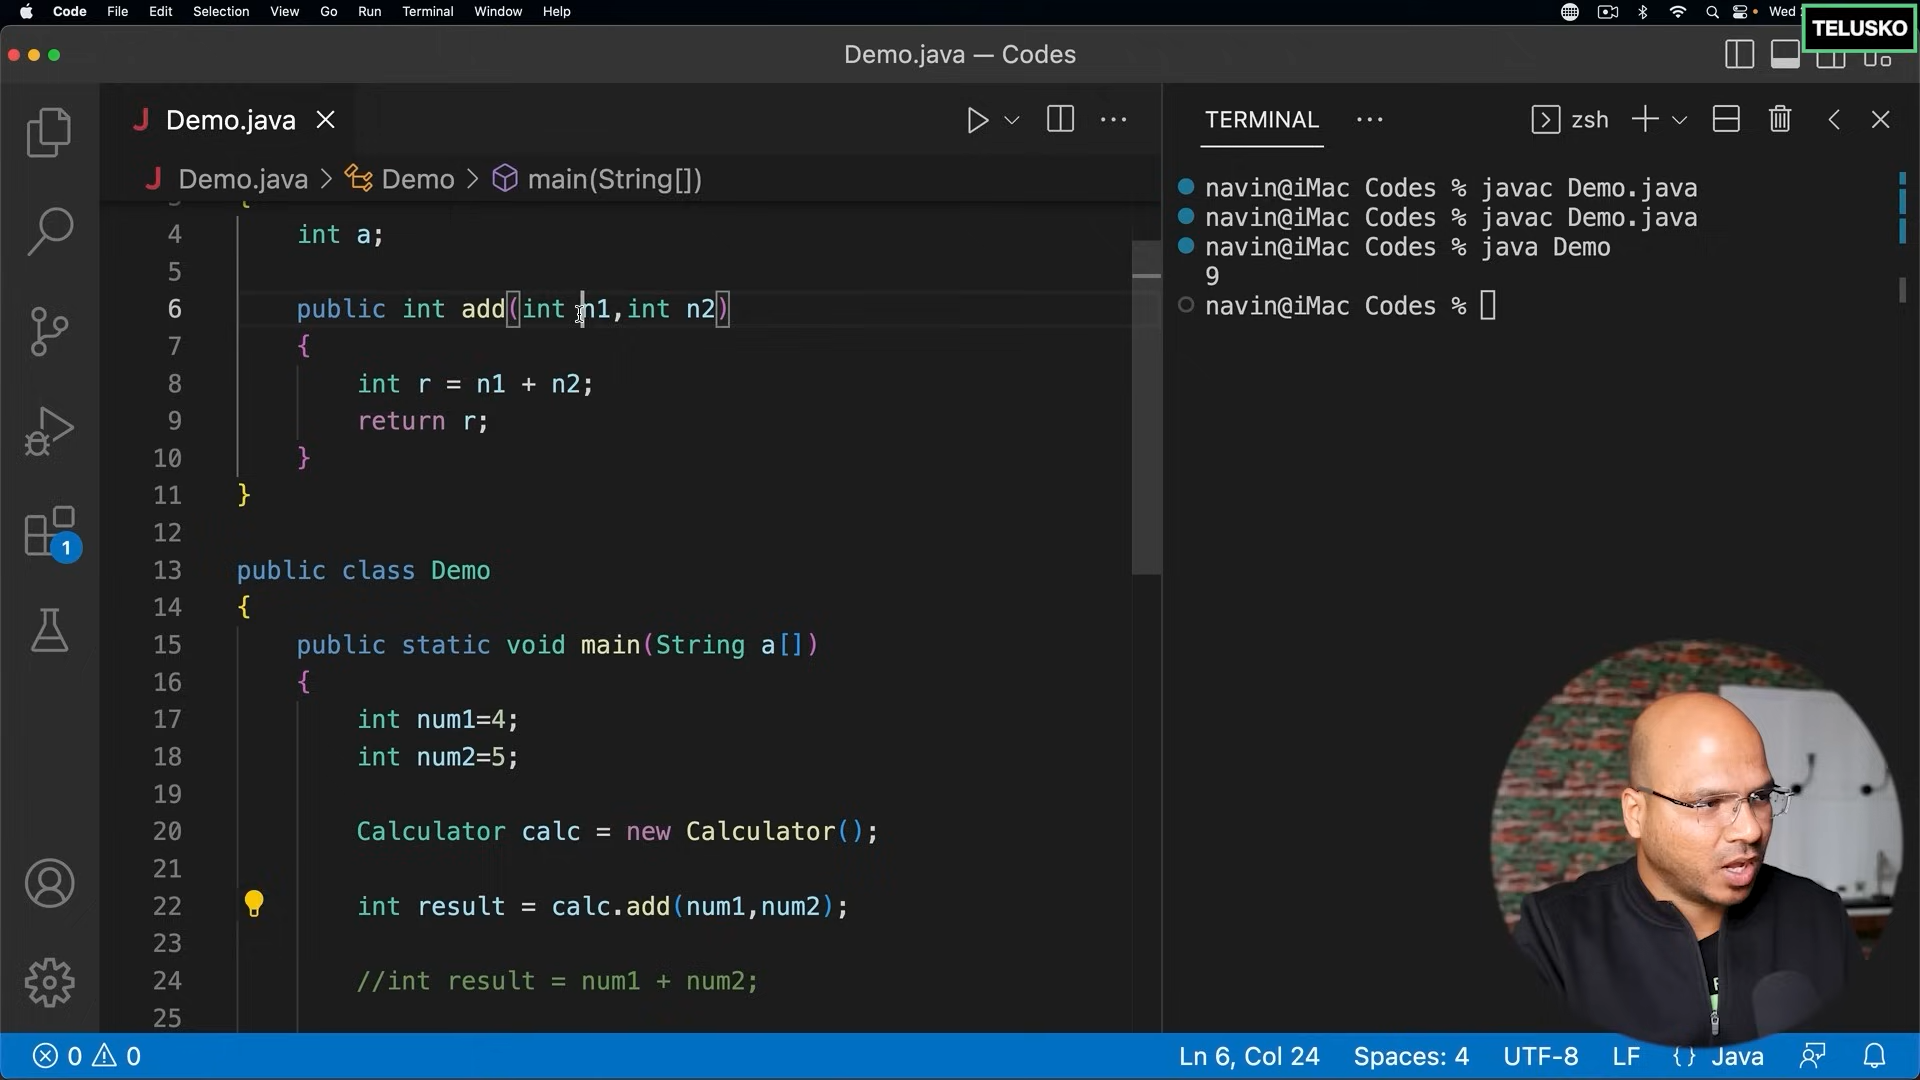 Code File Edit Selection View Go Run Terminal Window Help Wed
TELUSKO
Demo.java — Codes
Demo.java
TERMINAL zsh
Demo.java > Demo > main(String[])
4 int a;
5
6 public int add(int n1,int n2)
7 {
8 int r = n1 + n2;
9 return r;
10 }
11 }
12
13 public class Demo
14 {
15 public static void main(String a[])
16 {
17 int num1=4;
18 int num2=5;
19
20 Calculator calc = new Calculator();
21
22 int result = calc.add(num1,num2);
23
24 //int result = num1 + num2;
25
navin@iMac Codes % javac Demo.java
navin@iMac Codes % javac Demo.java
navin@iMac Codes % java Demo
9
navin@iMac Codes %
1
0 0 Ln 6, Col 24 Spaces: 4 UTF-8 LF {} Java